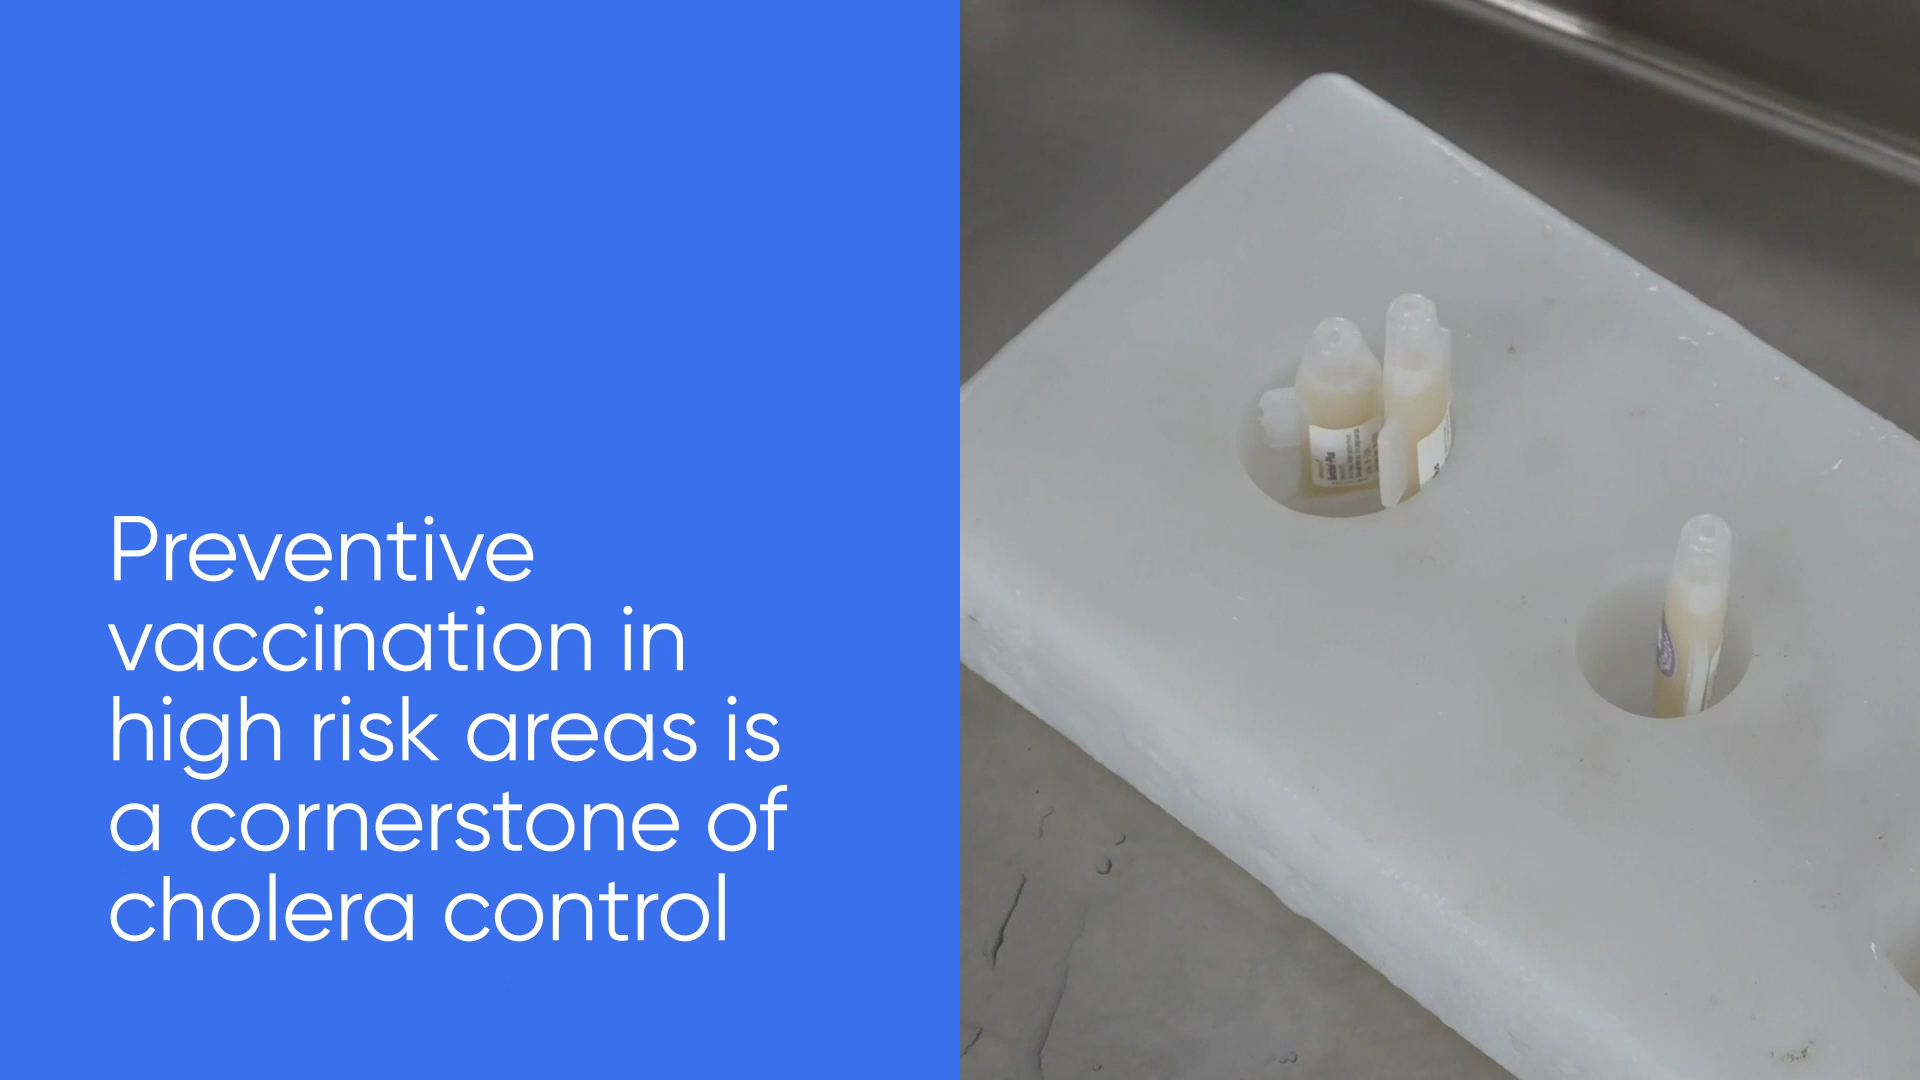 Preventive
vaccination in
high risk areas is
a cornerstone of
cholera control